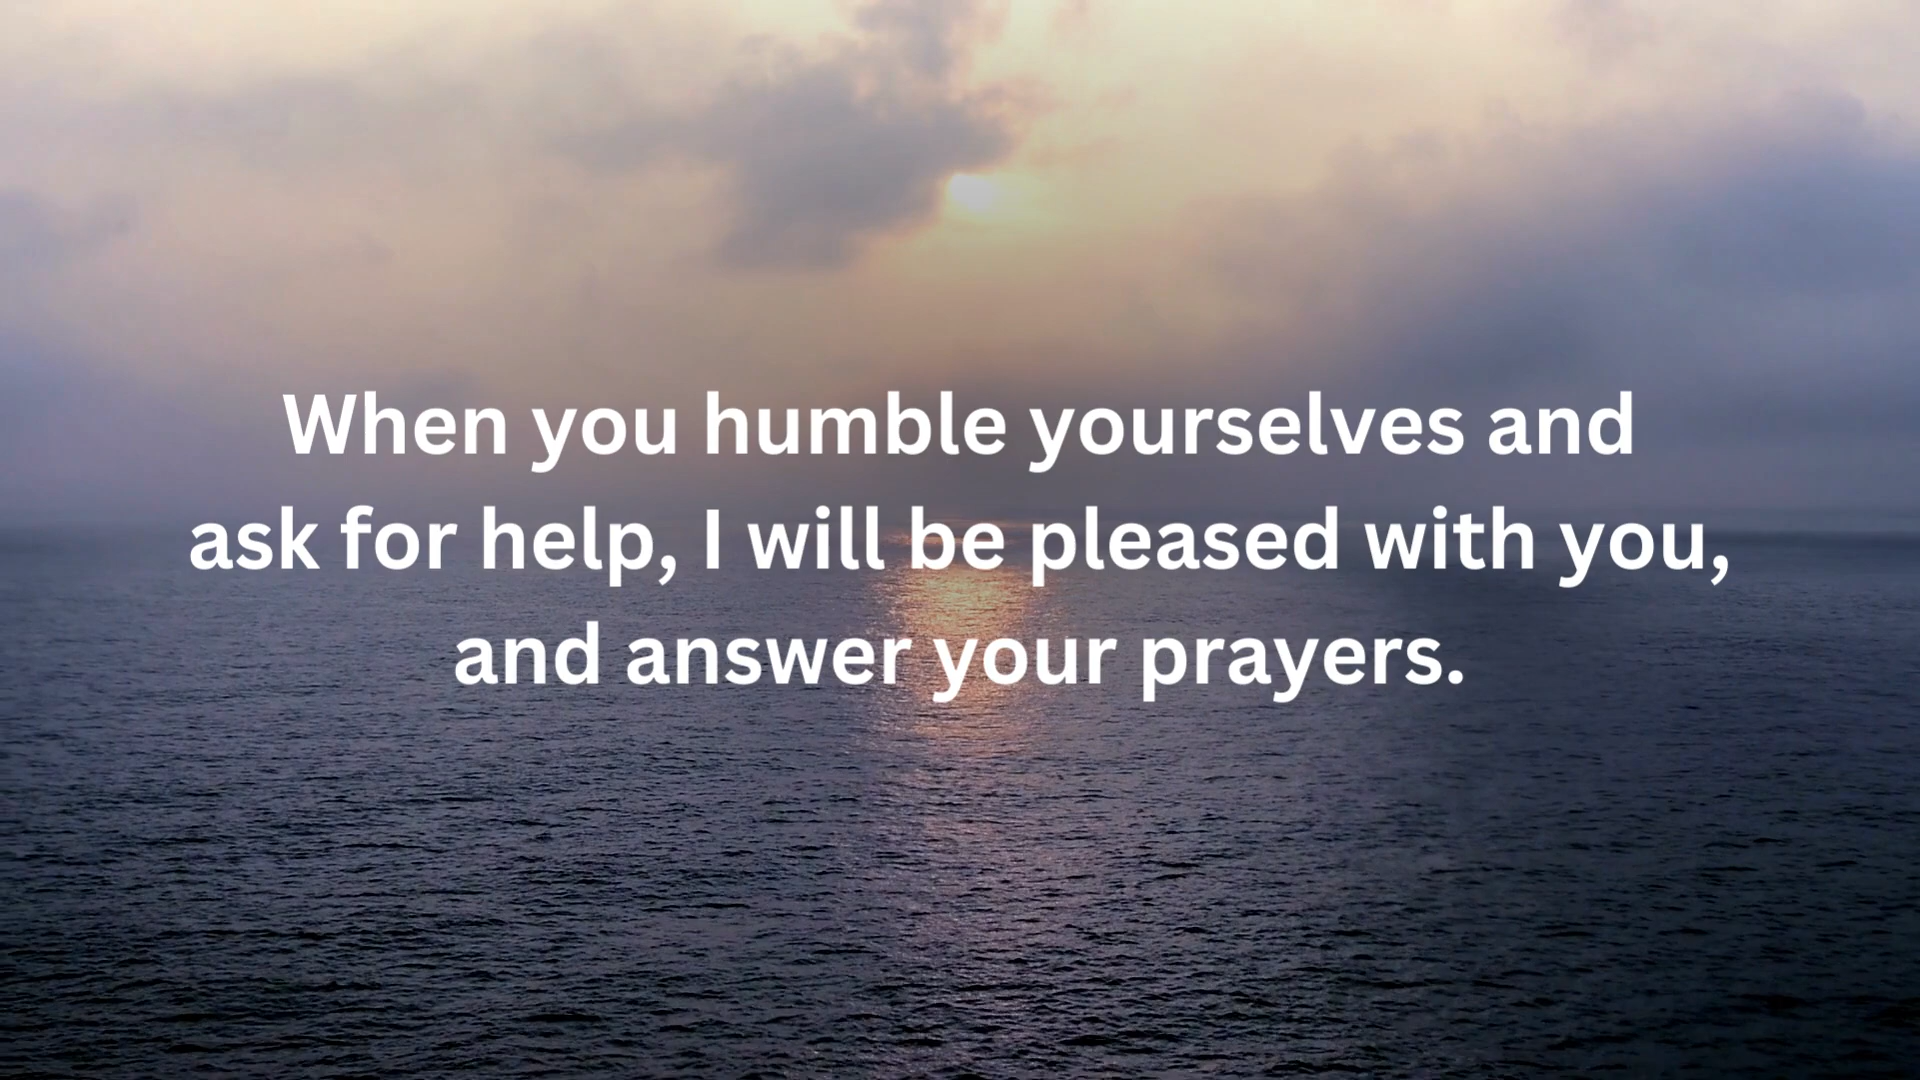 When you humble yourselves and
ask for help, I will be pleased with you,
and answer your prayers.